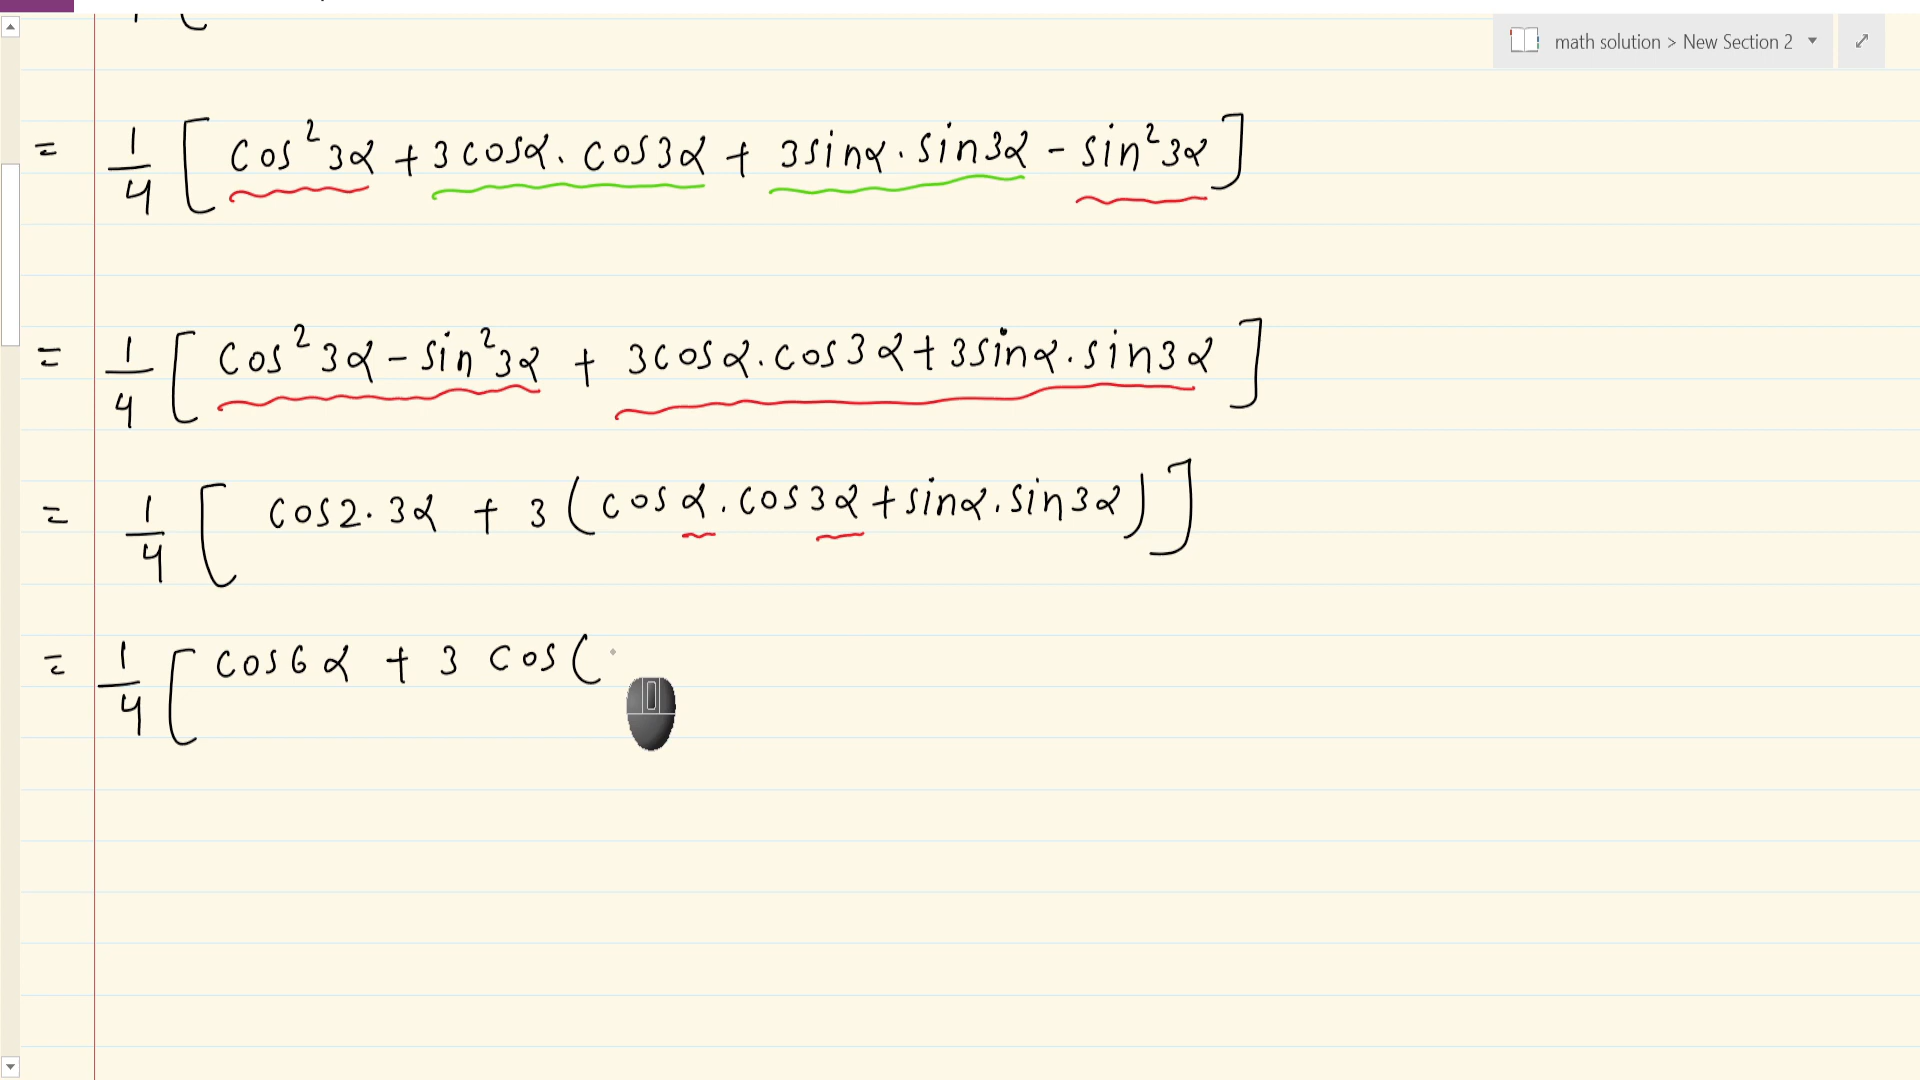 math solution > New Section 2
= 1/4 [ cos²3α + 3cosα. cos3α + 3sinα. sin3α - sin²3α ]
= 1/4 [ cos²3α - sin²3α + 3cosα. cos3α + 3sinα. sin3α ]
= 1/4 [ cos2. 3α + 3 ( cosα. cos3α + sinα. sin3α ) ]
= 1/4 [ cos6α + 3 cos (